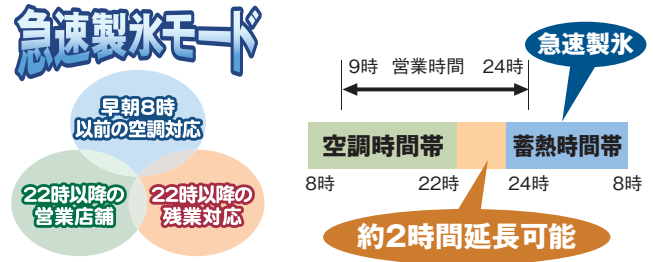 急速製氷モード
早朝8時
以前の空調対応
22時以降の
営業店舗
22時以降の
残業対応
急速製氷
9時 営業時間 24時
空調時間帯
蓄熱時間帯
8時 22時 24時 8時
約2時間延長可能